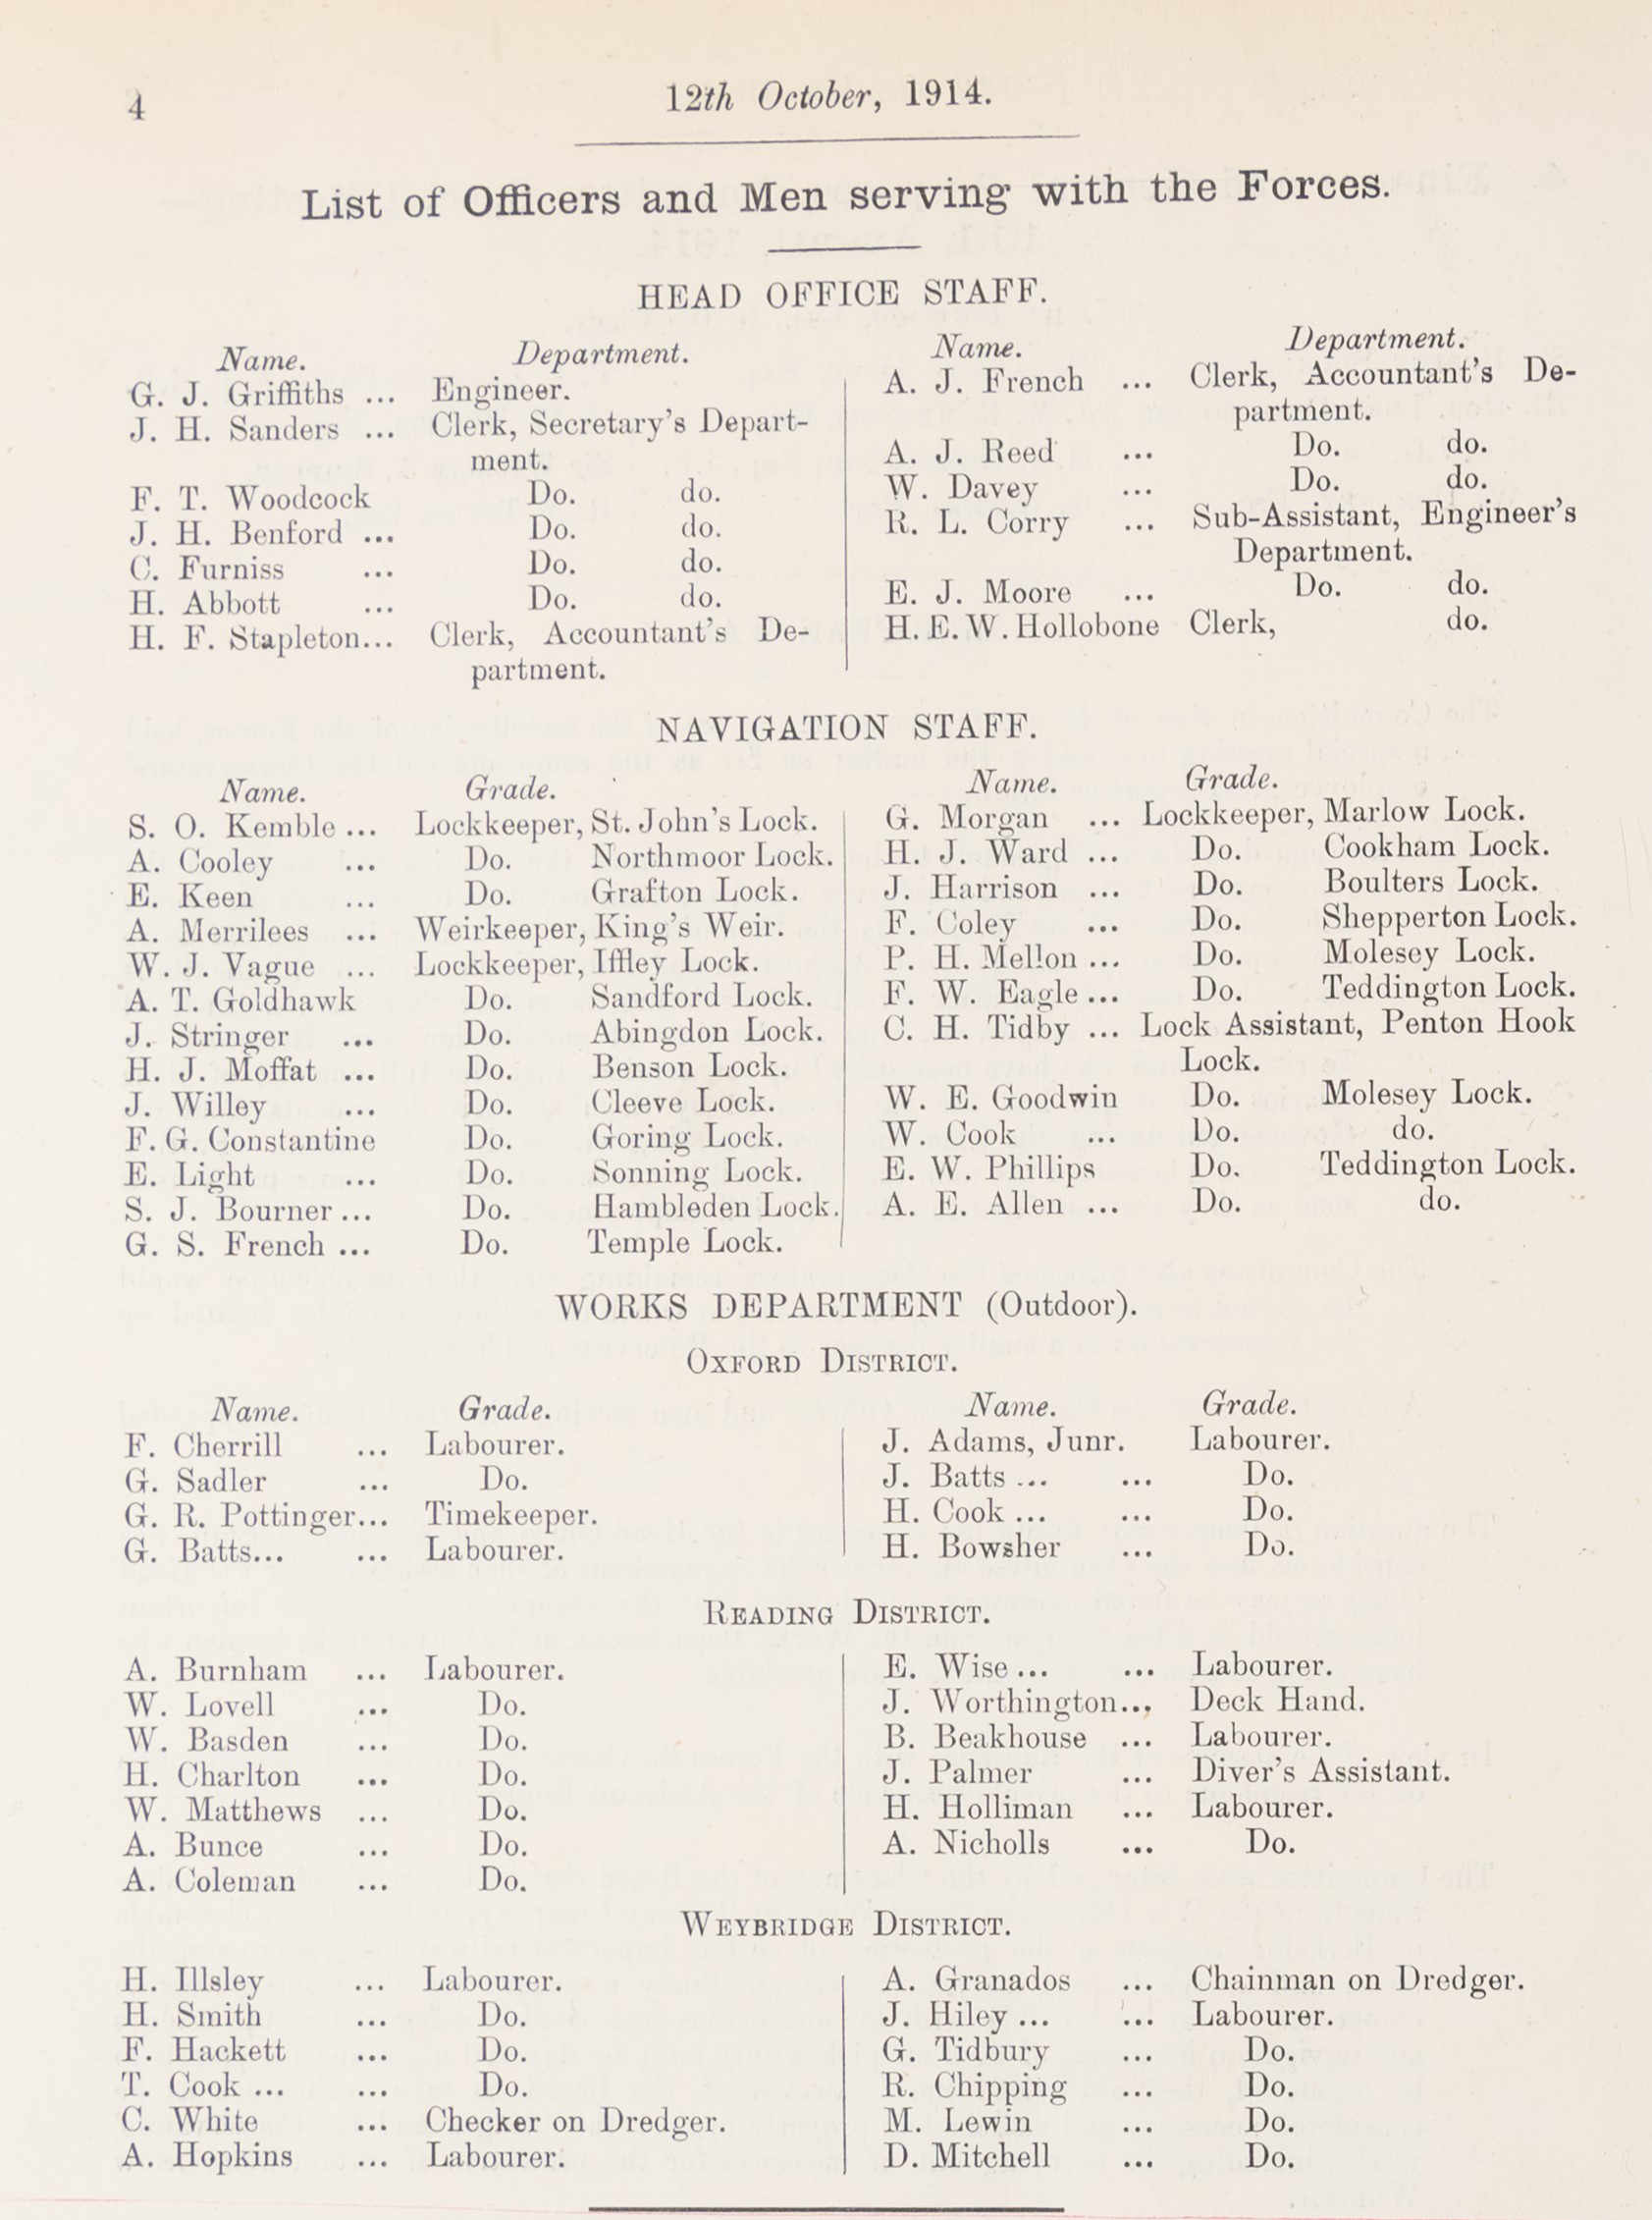 4
12th October, 1914.
List of Officers and Men serving with the Forces.
HEAD OFFICE STAFF.
Name. Department.
G. J. Griffiths ... Engineer.
J. H. Sanders ... Clerk, Secretary's Depart-
ment.
F. T. Woodcock Do. do.
J. H. Benford ... Do. do.
C. Furniss ... Do. do.
H. Abbott ... Do. do.
H. F. Stapleton... Clerk, Accountant's De-
partment.
Name. Department.
A. J. French ... Clerk, Accountant's De-
partment.
A. J. Reed ... Do. do.
W. Davey ... Do. do.
R. L. Corry ... Sub-Assistant, Engineer's
Department.
E. J. Moore ... Do. do.
H. E. W. Hollobone Clerk, do.
NAVIGATION STAFF.
Name. Grade.
S. O. Kemble ... Lockkeeper, St. John's Lock.
A. Cooley ... Do. Northmoor Lock.
E. Keen ... Do. Grafton Lock.
A. Merrilees ... Weirkeeper, King's Weir.
W. J. Vague ... Lockkeeper, Iffley Lock.
A. T. Goldhawk Do. Sandford Lock.
J. Stringer ... Do. Abingdon Lock.
H. J. Moffat ... Do. Benson Lock.
J. Willey ... Do. Cleeve Lock.
F. G. Constantine Do. Goring Lock.
E. Light ... Do. Sonning Lock.
S. J. Bourner ... Do. Hambleden Lock.
G. S. French ... Do. Temple Lock.
Name. Grade.
G. Morgan ... Lockkeeper, Marlow Lock.
H. J. Ward ... Do. Cookham Lock.
J. Harrison ... Do. Boulters Lock.
F. Coley ... Do. Shepperton Lock.
P. H. Mellon ... Do. Molesey Lock.
F. W. Eagle ... Do. Teddington Lock.
C. H. Tidby ... Lock Assistant, Penton Hook
Lock.
W. E. Goodwin Do. Molesey Lock.
W. Cook ... Do. do.
E. W. Phillips Do. Teddington Lock.
A. E. Allen ... Do. do.
WORKS DEPARTMENT (Outdoor).
OXFORD DISTRICT.
Name. Grade.
F. Cherrill ... Labourer.
G. Sadler ... Do.
G. R. Pottinger... Timekeeper.
G. Batts... ... Labourer.
Name. Grade.
J. Adams, Junr. Labourer.
J. Batts ... ... Do.
H. Cook ... ... Do.
H. Bowsher ... Do.
READING DISTRICT.
A. Burnham ... Labourer.
W. Lovell ... Do.
W. Basden ... Do.
H. Charlton ... Do.
W. Matthews ... Do.
A. Bunce ... Do.
A. Coleman ... Do.
E. Wise ... ... Labourer.
J. Worthington... Deck Hand.
B. Beakhouse ... Labourer.
J. Palmer ... Diver's Assistant.
H. Holliman ... Labourer.
A. Nicholls ... Do.
WEYBRIDGE DISTRICT.
H. Illsley ... Labourer.
H. Smith ... Do.
F. Hackett ... Do.
T. Cook ... ... Do.
C. White ... Checker on Dredger.
A. Hopkins ... Labourer.
A. Granados ... Chainman on Dredger.
J. Hiley ... ... Labourer.
G. Tidbury ... Do.
R. Chipping ... Do.
M. Lewin ... Do.
D. Mitchell ... Do.